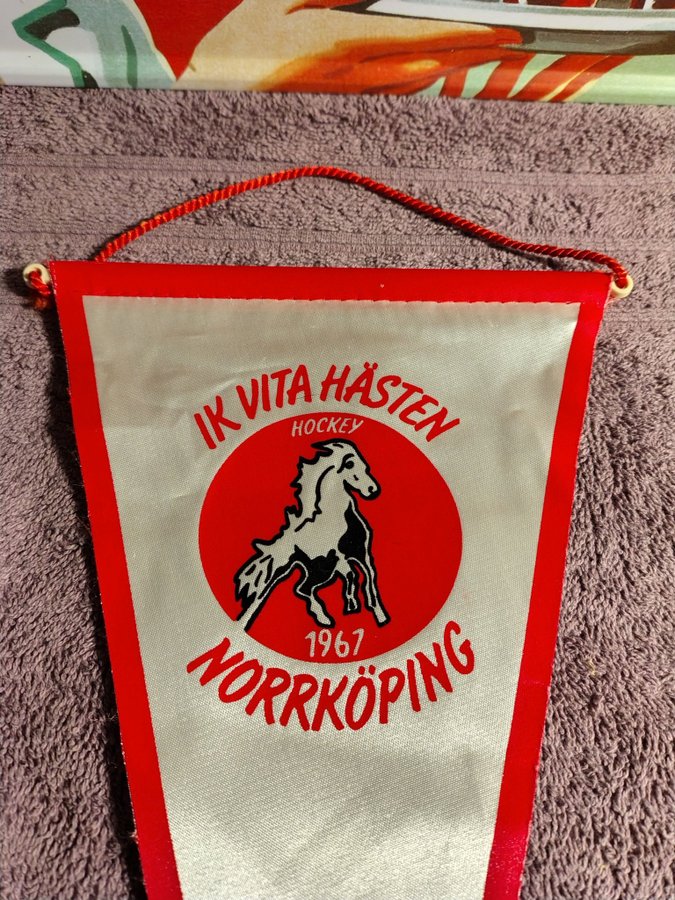 IK VITA HÄSTEN
HOCKEY
1967
NORRKÖPING